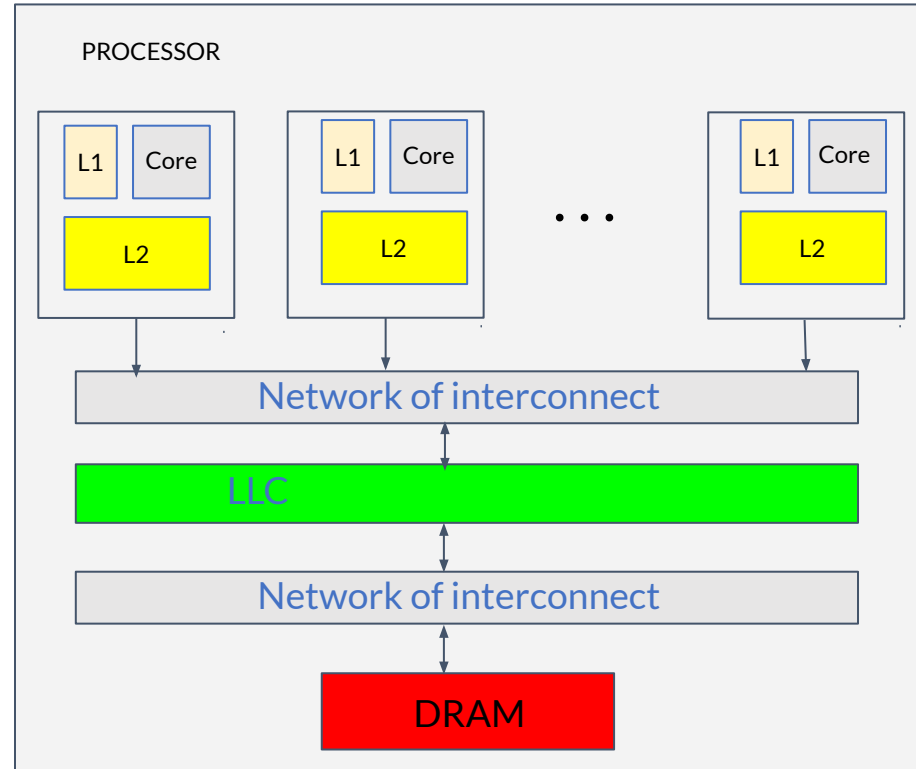 PROCESSOR
L1 Core
L2
L1 Core
L2
. . .
L1 Core
L2
Network of interconnect
LLC
Network of interconnect
DRAM